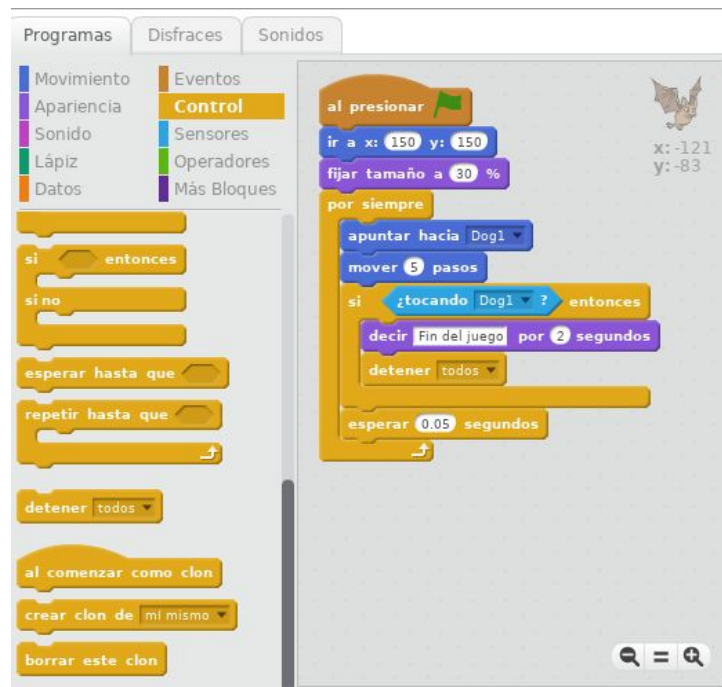 Programas
Disfraces
Sonidos
Movimiento
Eventos
Apariencia
Control
Sonido
Sensores
Lápiz
Operadores
Datos
Más Bloques
si entonces
si no
esperar hasta que
repetir hasta que
detener todos
al comenzar como clon
crear clon de mí mismo
borrar este clon
al presionar
ir a x: 150 y: 150
fijar tamaño a 30 %
por siempre
apuntar hacia Dog1
mover 5 pasos
si ¿tocando Dog1 ? entonces
decir Fin del juego por 2 segundos
detener todos
esperar 0.05 segundos
x: -121
y: -83